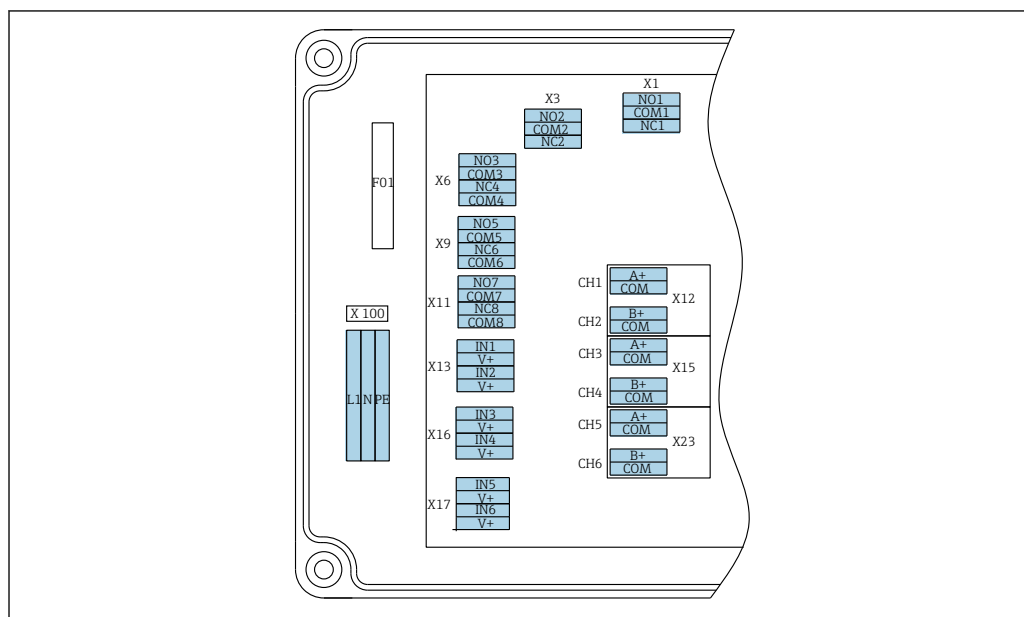 X1
NO1
COM1
NC1
X3
NO2
COM2
NC2
F01
X6
NO3
COM3
NC4
COM4
X9
NO5
COM5
NC6
COM6
X11
NO7
COM7
NC8
COM8
X 100
L1 N PE
X13
IN1
V+
IN2
V+
X16
IN3
V+
IN4
V+
X17
IN5
V+
IN6
V+
CH1
A+
COM
X12
CH2
B+
COM
CH3
A+
COM
X15
CH4
B+
COM
CH5
A+
COM
X23
CH6
B+
COM